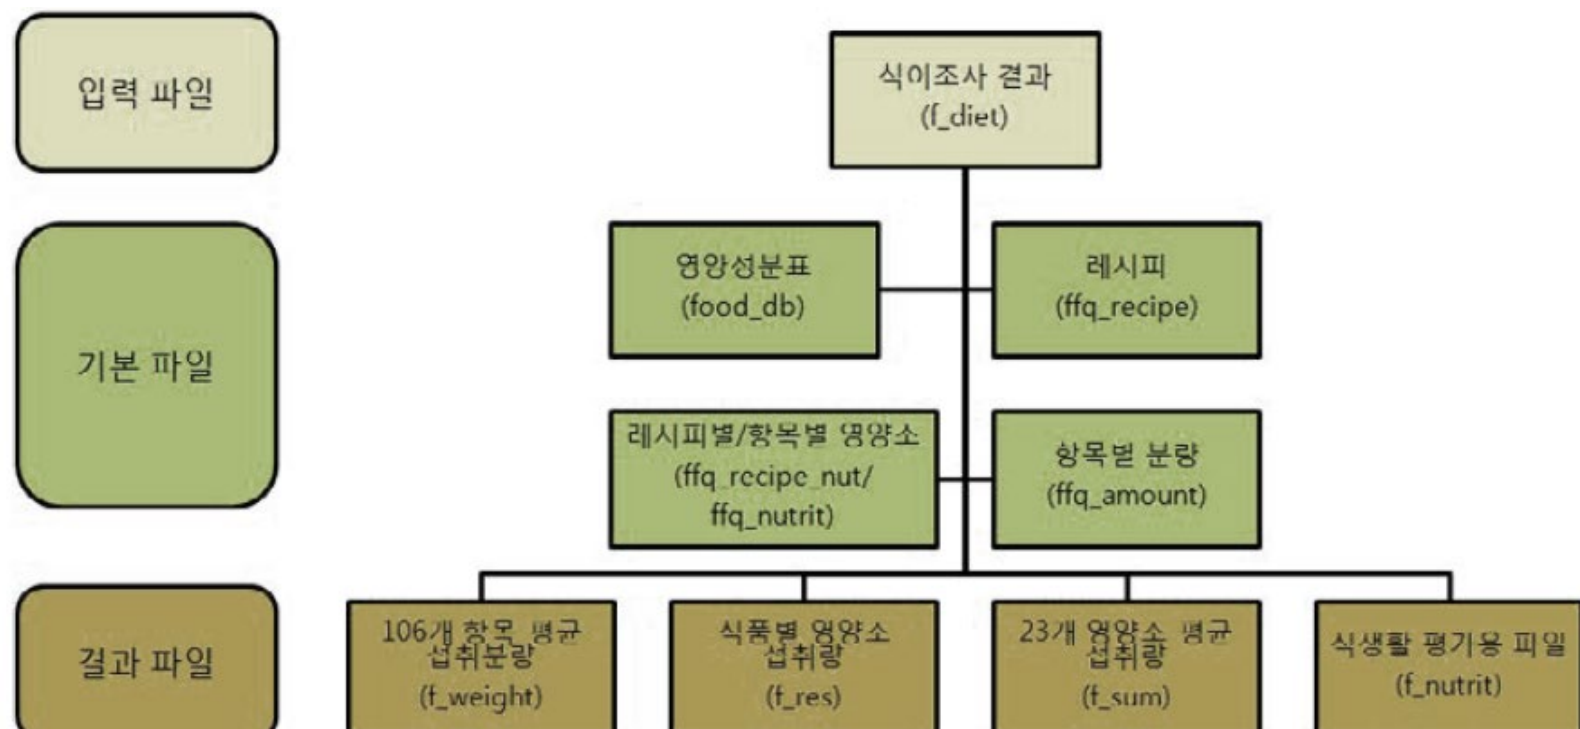 입력 파일
식이조사 결과
(f_diet)
기본 파일
영양성분표
(food_db)
레시피
(ffq_recipe)
레시피별/항목별 영양소
(ffq_recipe_nut/
ffq_nutrit)
항목별 분량
(ffq_amount)
결과 파일
106개 항목 평균
섭취분량
(f_weight)
식품별 영양소
섭취량
(f_res)
23개 영양소 평균
섭취량
(f_sum)
식생활 평가용 파일
(f_nutrit)